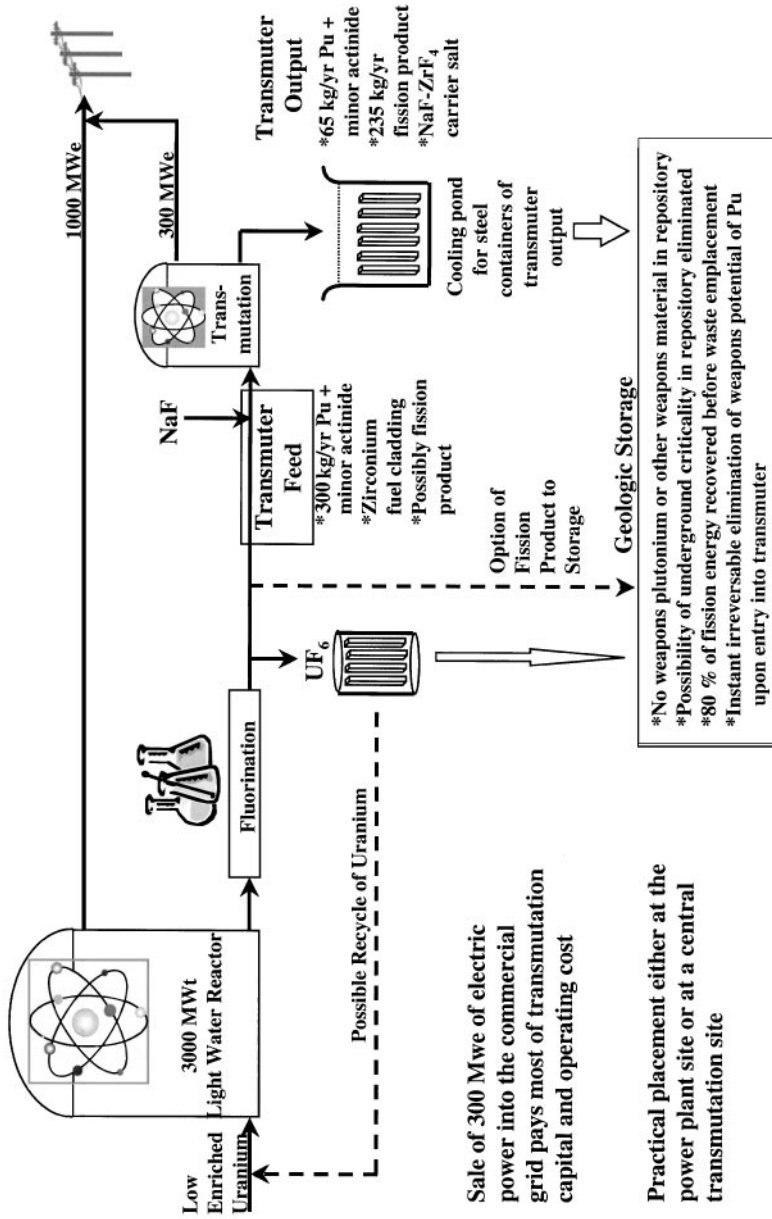 Low
Enriched
Uranium
3000 MWt
Light Water Reactor
1000 MWe
300 MWe
Fluorination
UF6
Possible Recycle of Uranium
NaF
Transmuter
Feed
*300 kg/yr Pu +
minor actinide
*Zirconium
fuel cladding
*Possibly fission
product
Trans-
mutation
Transmuter
Output
*65 kg/yr Pu +
minor actinide
*235 kg/yr
fission product
*NaF-ZrF4
carrier salt
Cooling pond
for steel
containers of
transmuter
output
Option of
Fission
Product to
Storage
Geologic Storage
*No weapons plutonium or other weapons material in repository
*Possibility of underground criticality in repository eliminated
*80 % of fission energy recovered before waste emplacement
*Instant irreversable elimination of weapons potential of Pu
upon entry into transmuter
Sale of 300 Mwe of electric
power into the commercial
grid pays most of transmutation
capital and operating cost
Practical placement either at the
power plant site or at a central
transmutation site